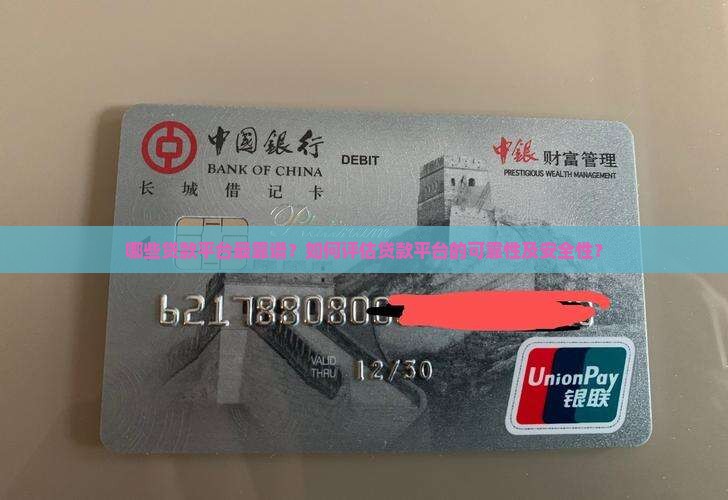 中国银行
BANK OF CHINA
DEBIT
中銀 财富管理
PRESTIGIOUS WEALTH MANAGEMENT
长城借记卡
哪些贷款平台最靠谱？如何评估贷款平台的可靠性及安全性？
621788080
VALID
THRU 12/30
UnionPay
银联